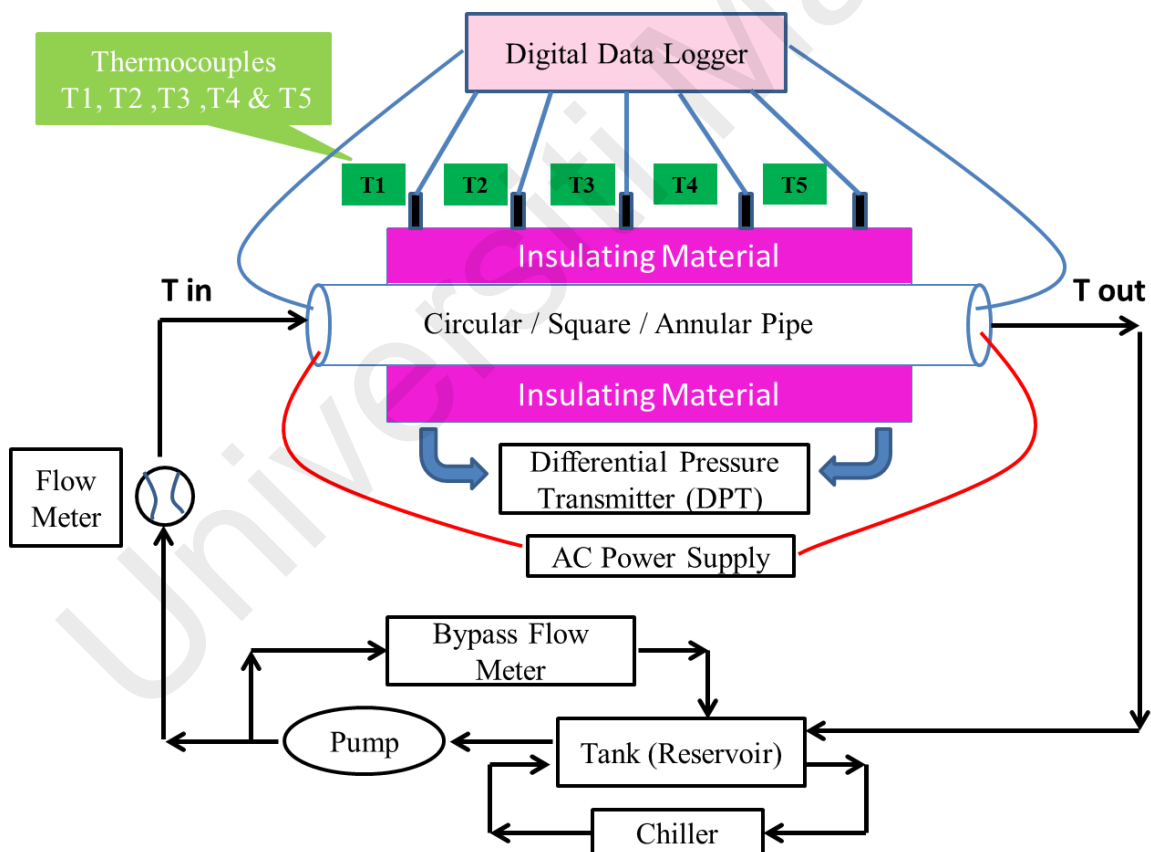 Digital Data Logger
Thermocouples
T1, T2 ,T3 ,T4 & T5
T1
T2
T3
T4
T5
Insulating Material
T in
T out
Circular / Square / Annular Pipe
Insulating Material
Differential Pressure
Transmitter (DPT)
Flow
Meter
AC Power Supply
Bypass Flow
Meter
Pump
Tank (Reservoir)
Chiller
Universiti Ma